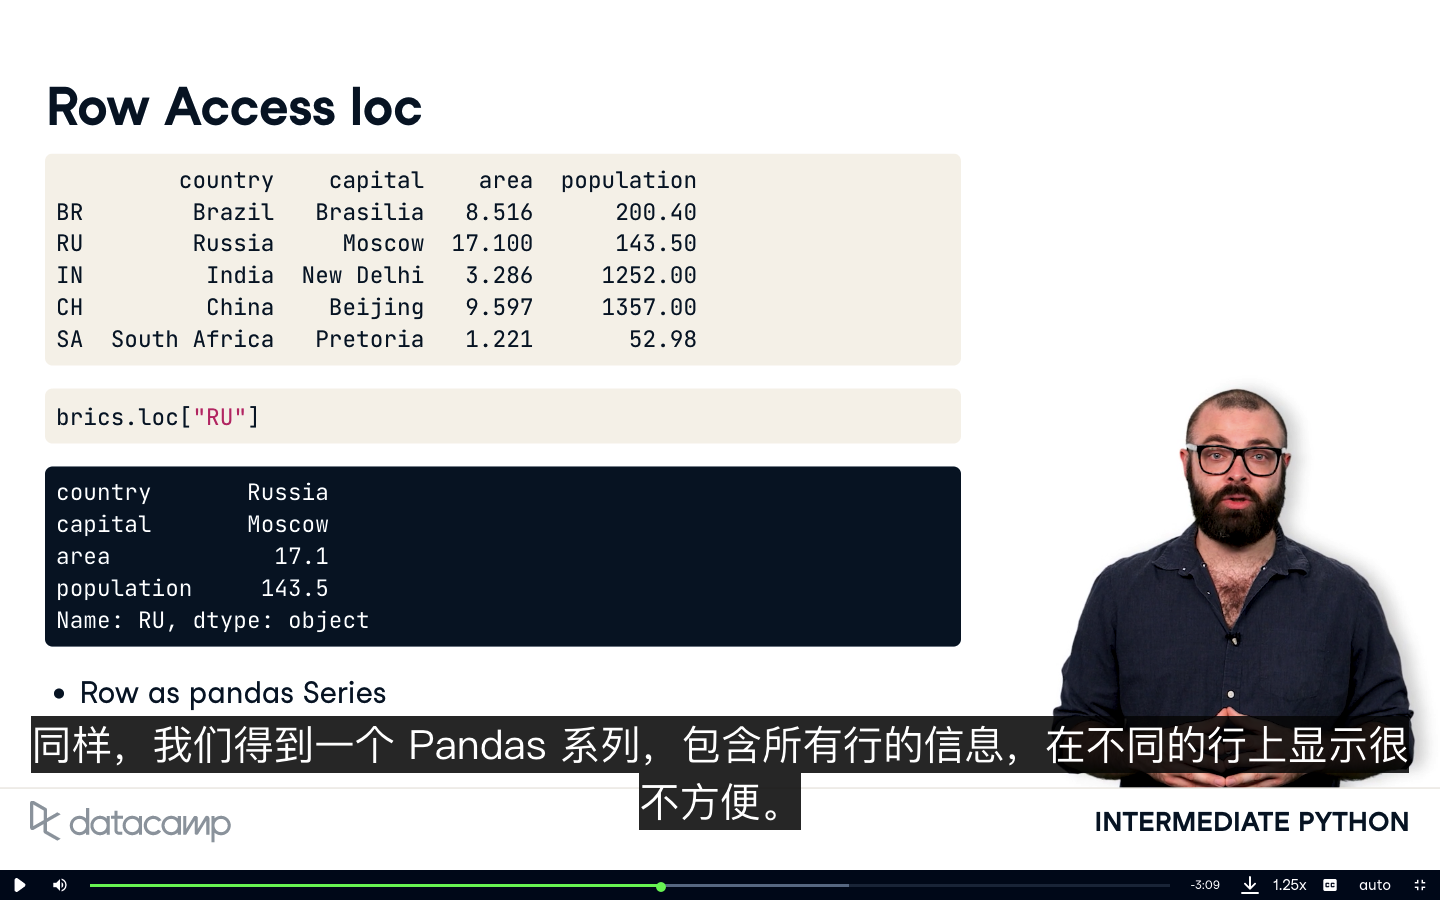 Row Access loc
country capital area population
BR Brazil Brasilia 8.516 200.40
RU Russia Moscow 17.100 143.50
IN India New Delhi 3.286 1252.00
CH China Beijing 9.597 1357.00
SA South Africa Pretoria 1.221 52.98
brics.loc["RU"]
country Russia
capital Moscow
area 17.1
population 143.5
Name: RU, dtype: object
• Row as pandas Series
同样，我们得到一个 Pandas 系列，包含所有行的信息，在不同的行上显示很
不方便。
datacamp
INTERMEDIATE PYTHON
-3:09 1.25x CC auto